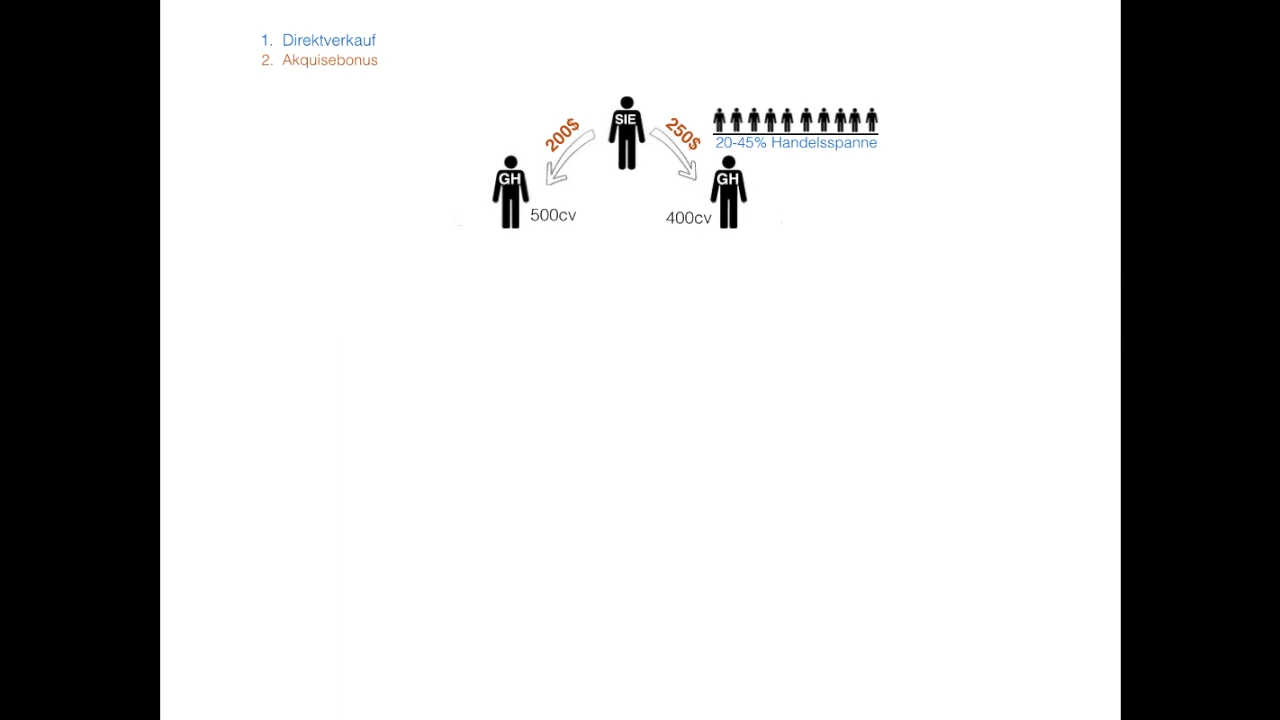 1. Direktverkauf
2. Akquisebonus
SIE
200$
250$
20-45% Handelsspanne
GH
GH
500cv
400cv